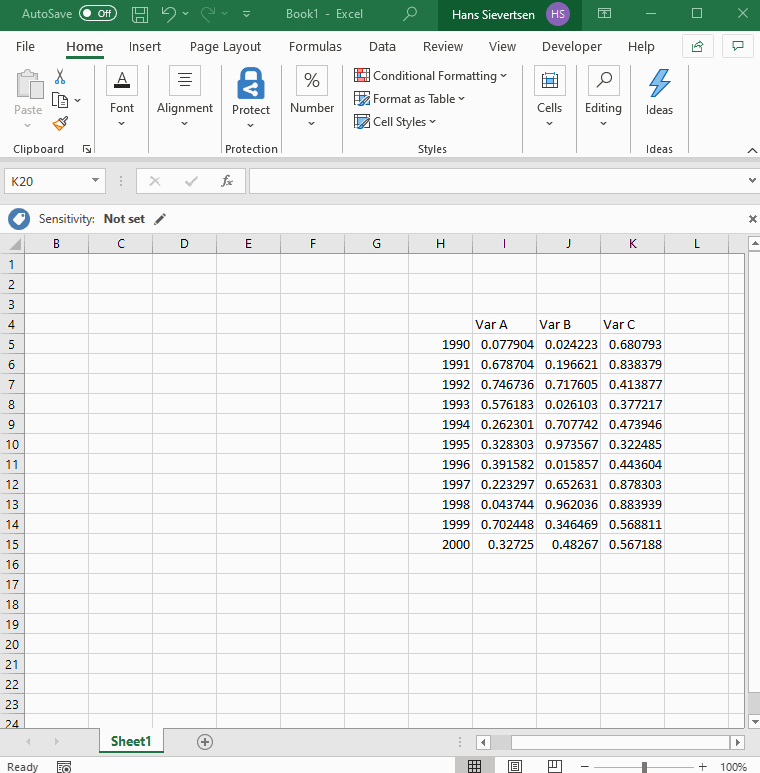 AutoSave Off Book1 - Excel Hans Sievertsen HS
File Home Insert Page Layout Formulas Data Review View Developer Help
Paste Font Alignment Protect % Number Conditional Formatting Format as Table Cell Styles Cells Editing Ideas
Clipboard Protection Styles Ideas
K20 fx
Sensitivity: Not set
B C D E F G H I J K L
1
2
3
4 Var A Var B Var C
5 1990 0.077904 0.024223 0.680793
6 1991 0.678704 0.196621 0.838379
7 1992 0.746736 0.717605 0.413877
8 1993 0.576183 0.026103 0.377217
9 1994 0.262301 0.707742 0.473946
10 1995 0.328303 0.973567 0.322485
11 1996 0.391582 0.015857 0.443604
12 1997 0.223297 0.652631 0.878303
13 1998 0.043744 0.962036 0.883939
14 1999 0.702448 0.346469 0.568811
15 2000 0.32725 0.48267 0.567188
16
17
18
19
20
21
22
23
24
Sheet1
Ready 100%